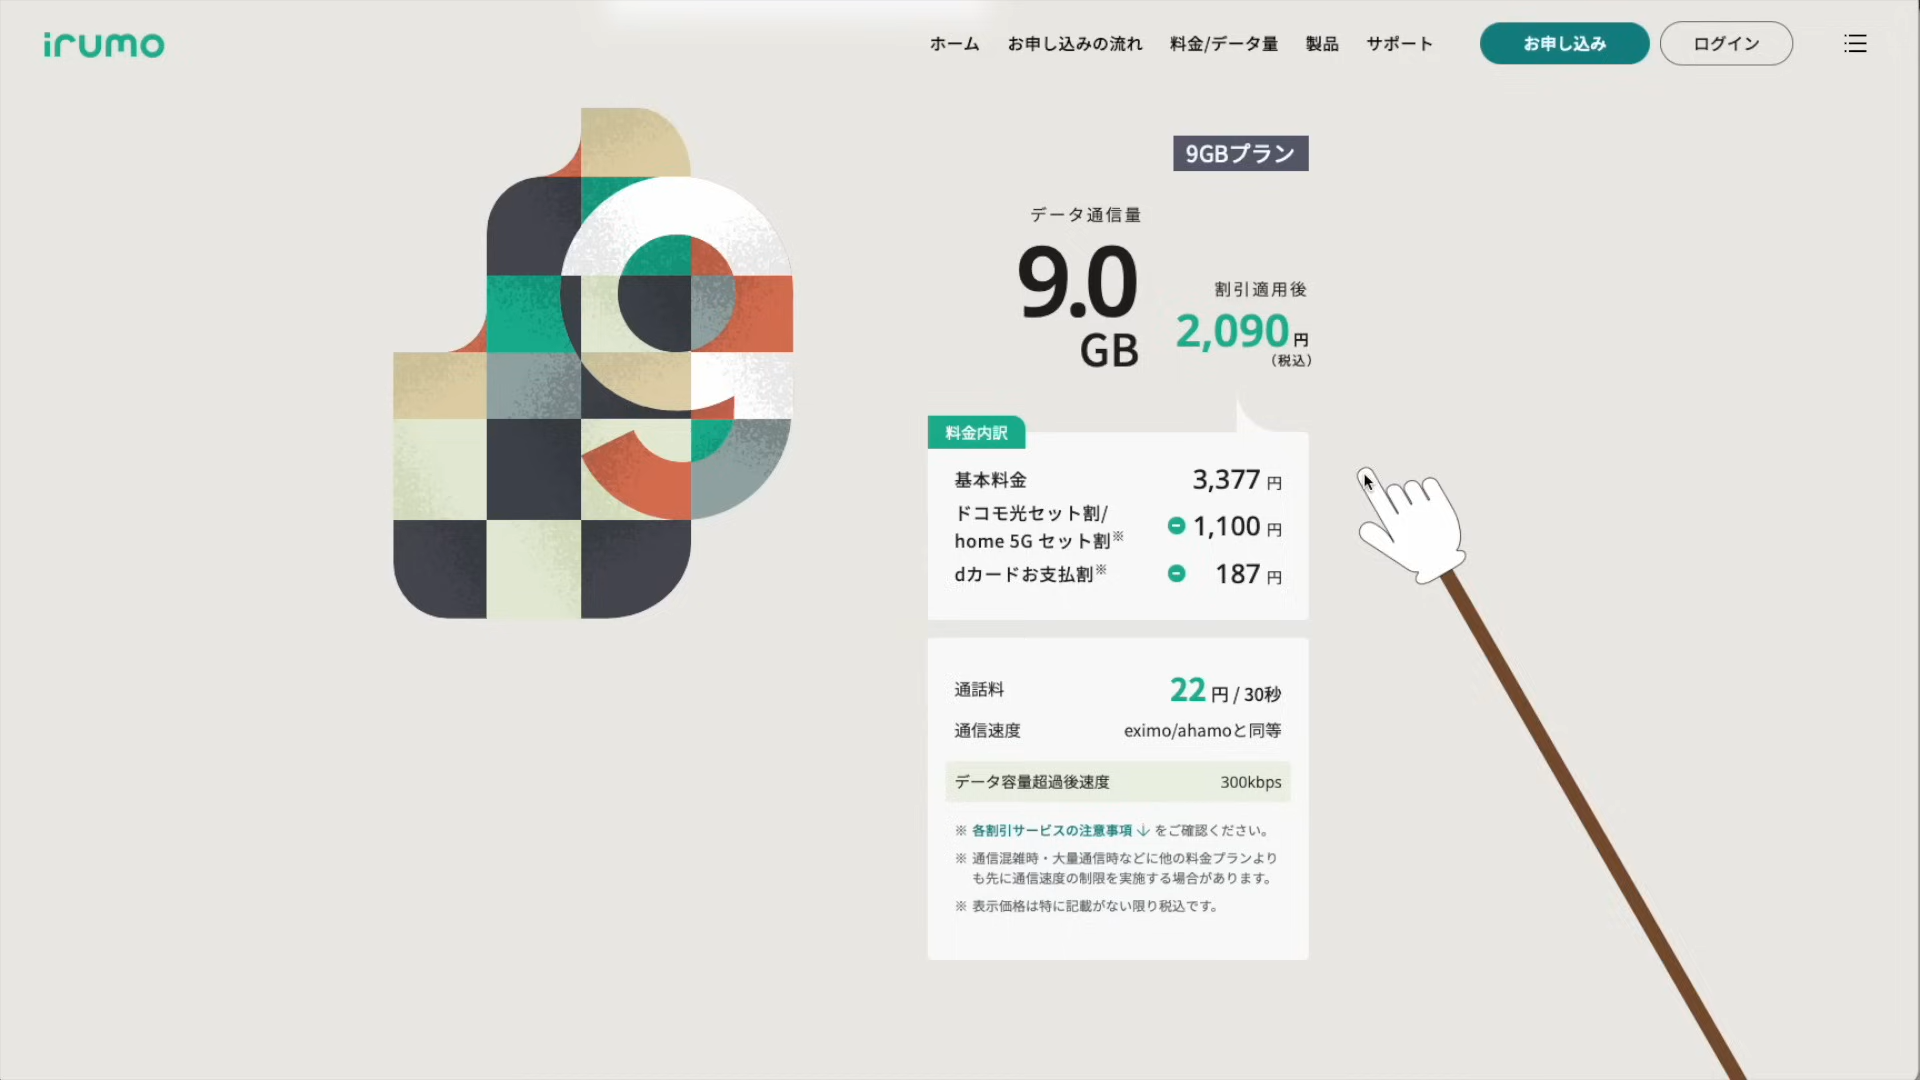 irumo
ホーム お申し込みの流れ 料金/データ量 製品 サポート お申し込み ログイン
9GBプラン
データ通信量
9.0
GB
割引適用後
2,090円
（税込）
料金内訳
基本料金 3,377円
ドコモ光セット割/
home 5G セット割※ 1,100円
dカードお支払割※ 187円
通話料 22円 / 30秒
通信速度 eximo/ahamoと同等
データ容量超過後速度 300kbps
※ 各割引サービスの注意事項 ↓ をご確認ください。
※ 通信混雑時・大量通信時などに他の料金プランより
も先に通信速度の制限を実施する場合があります。
※ 表示価格は特に記載がない限り税込です。